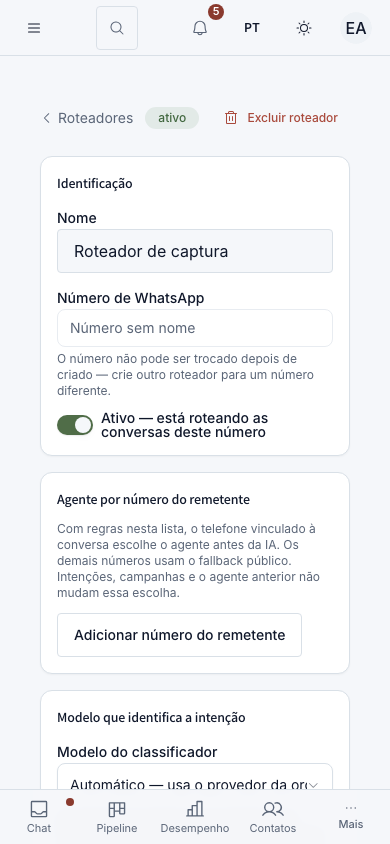 5
PT
EA
Roteadores
ativo
Excluir roteador
Identificação
Nome
Roteador de captura
Número de WhatsApp
Número sem nome
O número não pode ser trocado depois de
criado — crie outro roteador para um número
diferente.
Ativo — está roteando as
conversas deste número
Agente por número do remetente
Com regras nesta lista, o telefone vinculado à
conversa escolhe o agente antes da IA. Os
demais números usam o fallback público.
Intenções, campanhas e o agente anterior não
mudam essa escolha.
Adicionar número do remetente
Modelo que identifica a intenção
Modelo do classificador
Automático — usa o provedor da
Chat
Pipeline
Desempenho
Contatos
Mais